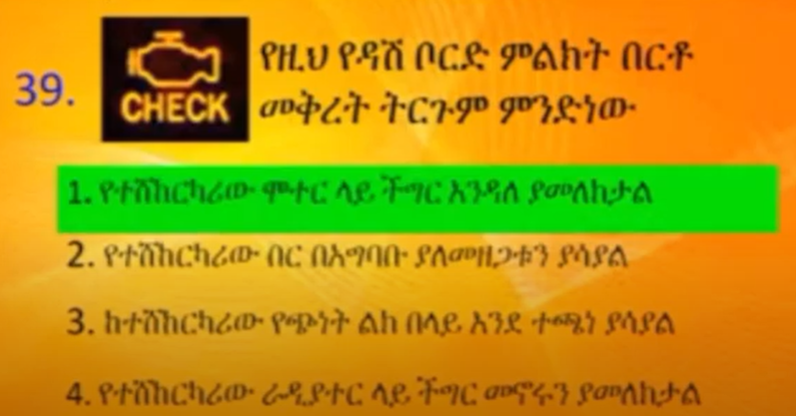 39.
CHECK
የዚህ የዳሽ ቦርድ ምልክት በርቶ
መቅረት ትርጉም ምንድነው
1. የተሽከርካሪው ሞተር ላይ ችግር እንዳለ ያመለክታል
2. የተሽከርካሪው በር በአግባቡ ያለመዘጋቱን ያሳያል
3. ከተሽከርካሪው የጭነት ልክ በላይ እንደ ተጫነ ያሳያል
4. የተሽከርካሪው ራዲያተር ላይ ችግር መኖሩን ያመለክታል